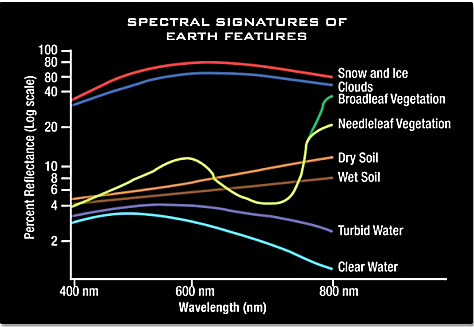 SPECTRAL SIGNATURES OF
EARTH FEATURES
Percent Reflectance (Log scale)
100
80
60
40
20
10
8
6
4
2
Snow and Ice
Clouds
Broadleaf Vegetation
Needleleaf Vegetation
Dry Soil
Wet Soil
Turbid Water
Clear Water
400 nm 600 nm 800 nm
Wavelength (nm)